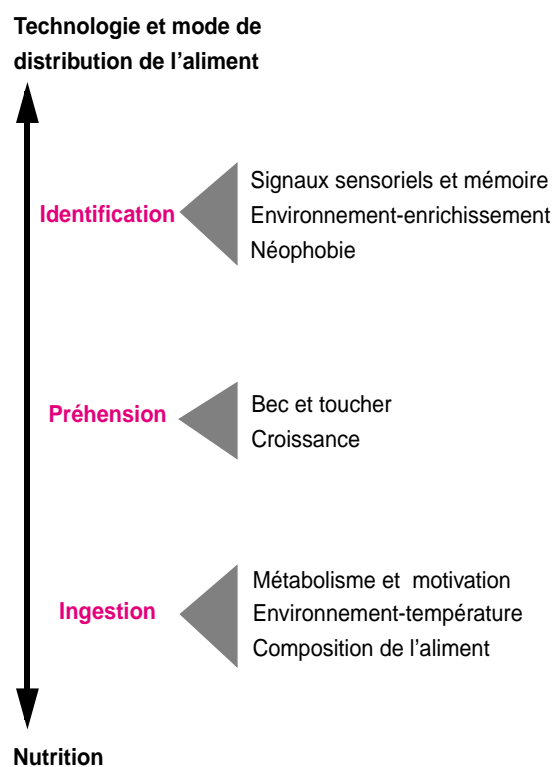 Technologie et mode de
distribution de l’aliment
Identification
Signaux sensoriels et mémoire
Environnement-enrichissement
Néophobie
Préhension
Bec et toucher
Croissance
Ingestion
Métabolisme et motivation
Environnement-température
Composition de l’aliment
Nutrition